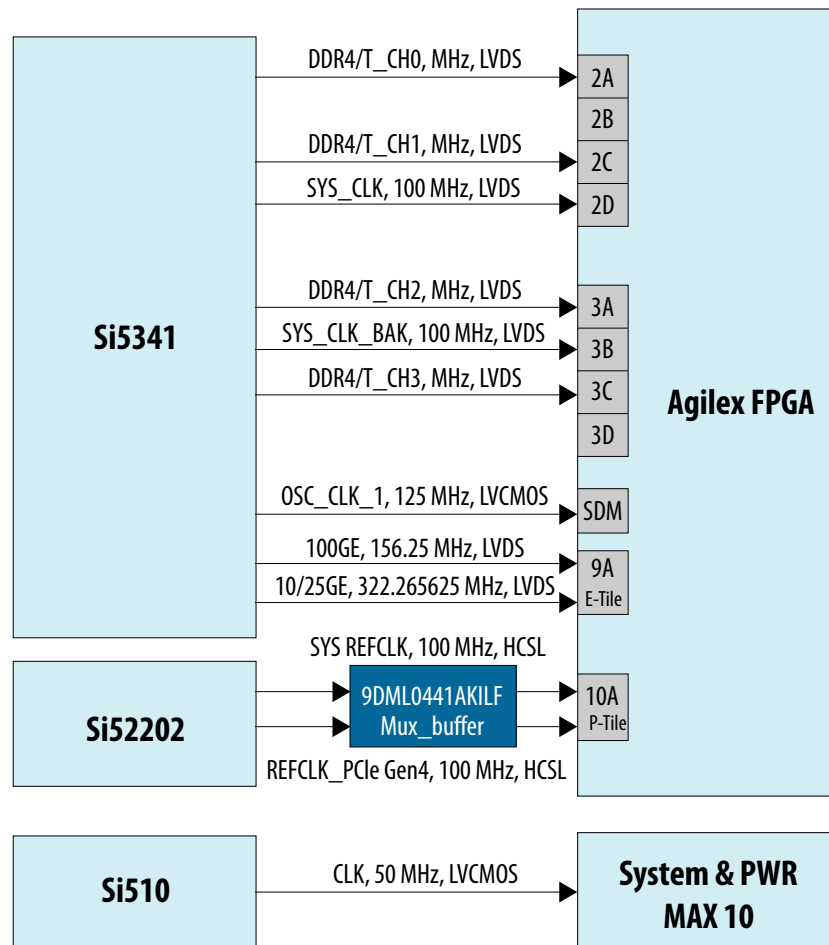 DDR4/T_CH0, MHz, LVDS
2A
2B
DDR4/T_CH1, MHz, LVDS
2C
SYS_CLK, 100 MHz, LVDS
2D
DDR4/T_CH2, MHz, LVDS
3A
Si5341
SYS_CLK_BAK, 100 MHz, LVDS
3B
DDR4/T_CH3, MHz, LVDS
3C
Agilex FPGA
3D
OSC_CLK_1, 125 MHz, LVCMOS
SDM
100GE, 156.25 MHz, LVDS
9A
10/25GE, 322.265625 MHz, LVDS
E-Tile
SYS REFCLK, 100 MHz, HCSL
9DML0441AKILF
Mux_buffer
10A
P-Tile
Si52202
REFCLK_PCIe Gen4, 100 MHz, HCSL
Si510
CLK, 50 MHz, LVCMOS
System & PWR
MAX 10